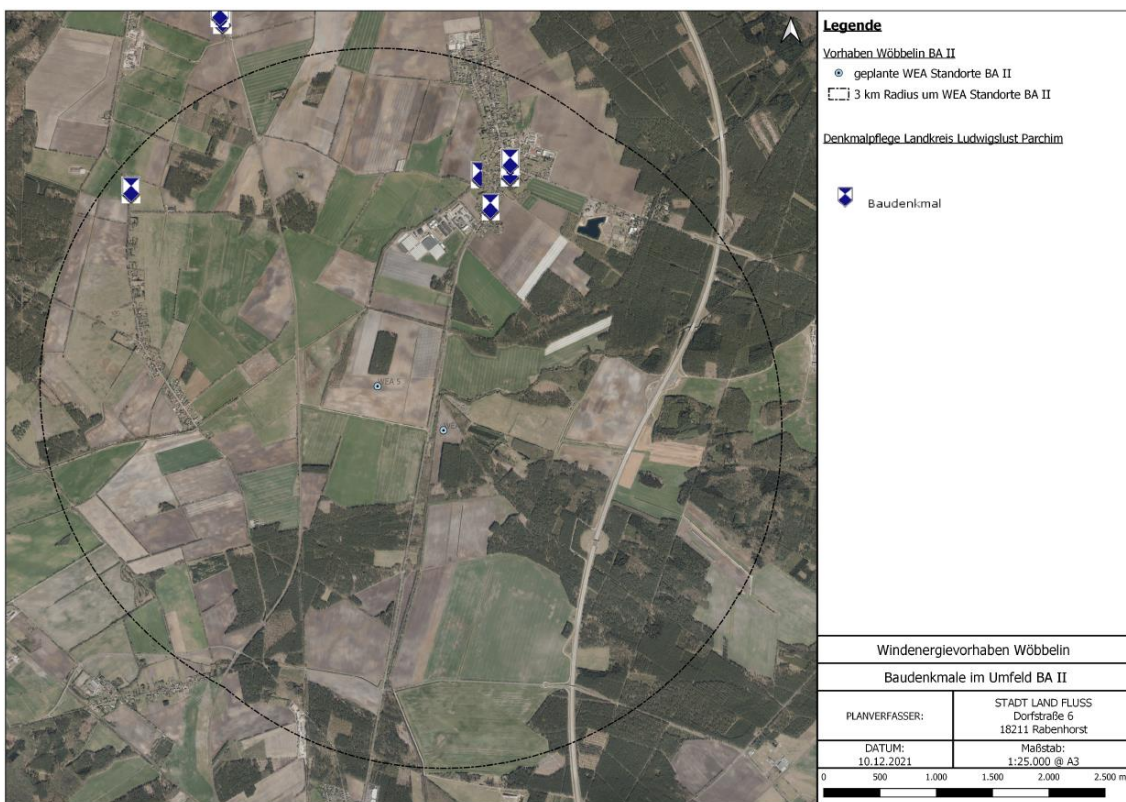 WEA 5
Legende
Vorhaben Wöbbelin BA II
geplante WEA Standorte BA II
3 km Radius um WEA Standorte BA II
Denkmalpflege Landkreis Ludwigslust Parchim
Baudenkmal
Windenergievorhaben Wöbbelin
Baudenkmale im Umfeld BA II
PLANVERFASSER:
STADT LAND FLUSS
Dorfstraße 6
18211 Rabenhorst
DATUM:
10.12.2021
Maßstab:
1:25.000 @ A3
0 500 1.000 1.500 2.000 2.500 m